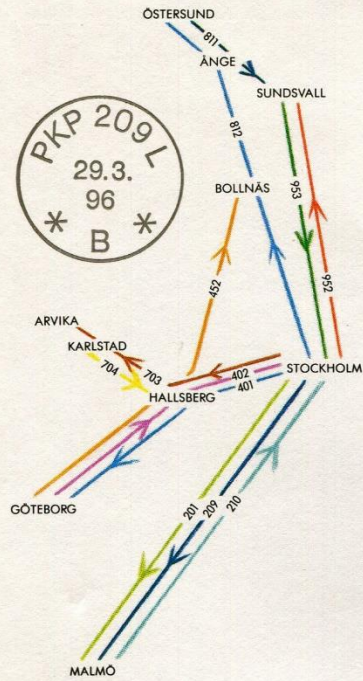 ÖSTERSUND
811
ÅNGE
SUNDSVALL
812
PKP 209 L
29.3.
96
* B *
BOLLNÄS
953
952
452
ARVIKA
KARLSTAD
704
703
402
401
STOCKHOLM
HALLSBERG
GÖTEBORG
201
209
210
MALMÖ